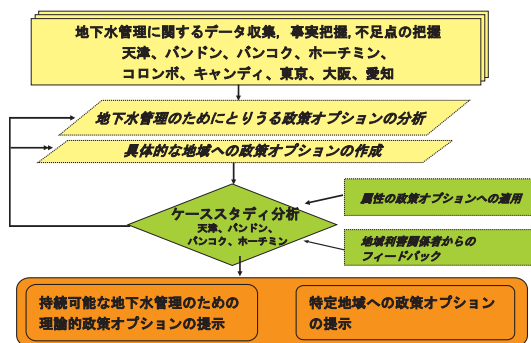 地下水管理に関するデータ収集, 事実把握, 不足点の把握
天津、バンドン、バンコク、ホーチミン、
コロンボ、キャンディ、東京、大阪、愛知
地下水管理のためにとりうる政策オプションの分析
具体的な地域への政策オプションの作成
ケーススタディ分析
天津、バンドン、
バンコク、ホーチミン
属性の政策オプションへの適用
地域利害関係者からの
フィードバック
持続可能な地下水管理のための
理論的政策オプションの提示
特定地域への政策オプション
の提示